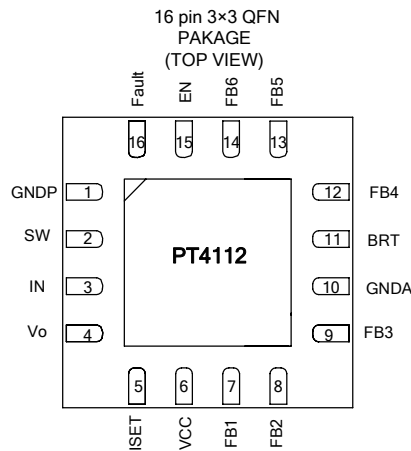 16 pin 3×3 QFN
PAKAGE
(TOP VIEW)
Fault EN FB6 FB5
16 15 14 13
GNDP 1 12 FB4
SW 2 11 BRT
PT4112
IN 3 10 GNDA
Vo 4 9 FB3
5 6 7 8
ISET VCC FB1 FB2